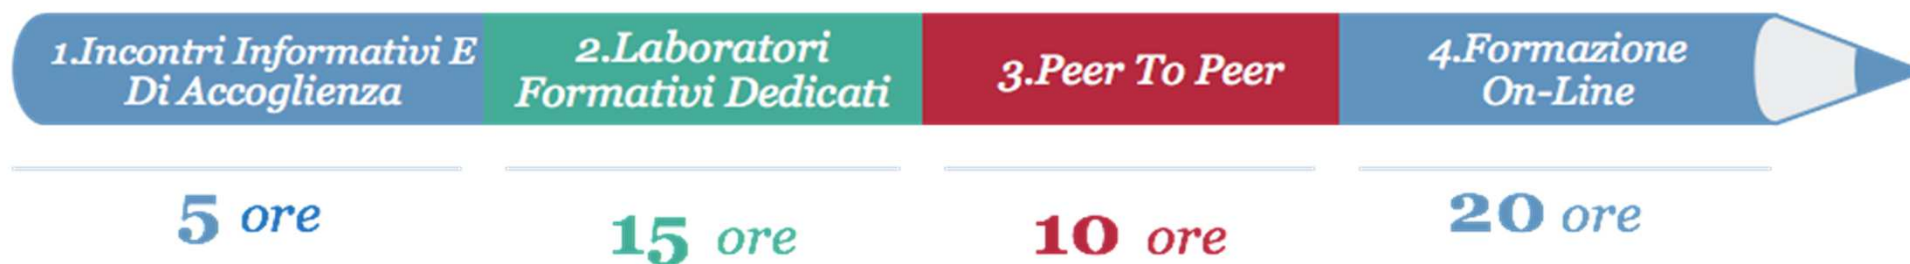 1.Incontri Informativi E
Di Accoglienza
2.Laboratori
Formativi Dedicati
3.Peer To Peer
4.Formazione
On-Line
5 ore
15 ore
10 ore
20 ore